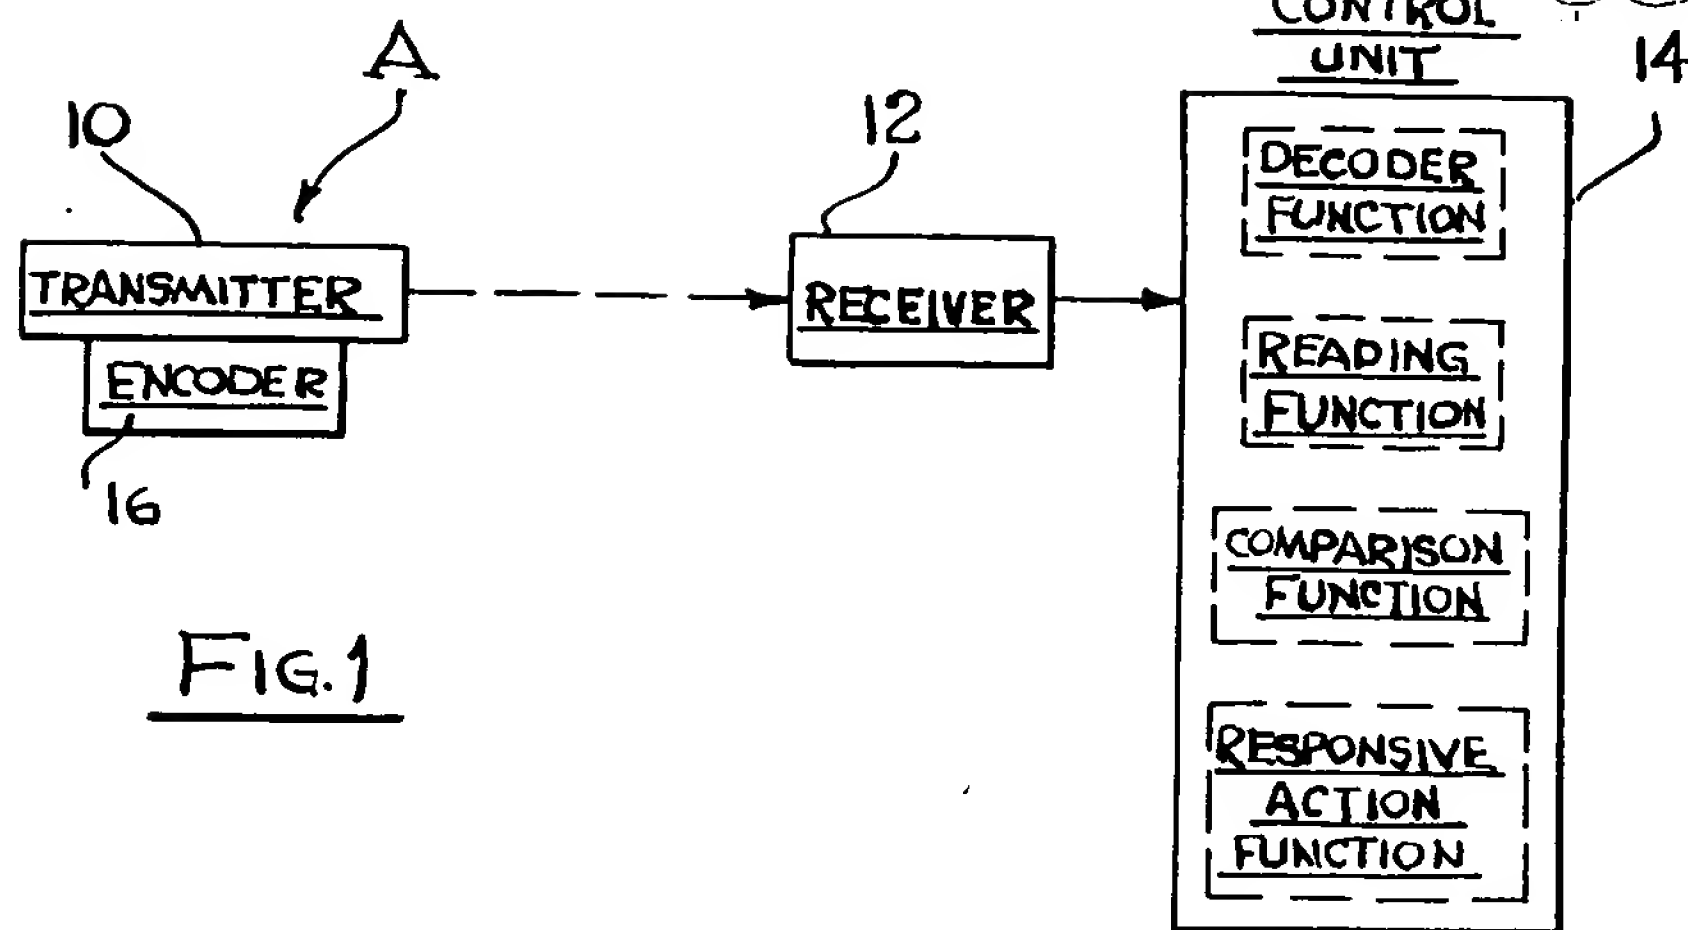 CONTROL
UNIT
14
A
10
12
DECODER
FUNCTION
TRANSMITTER
RECEIVER
READING
FUNCTION
ENCODER
16
COMPARISON
FUNCTION
FIG. 1
RESPONSIVE
ACTION
FUNCTION